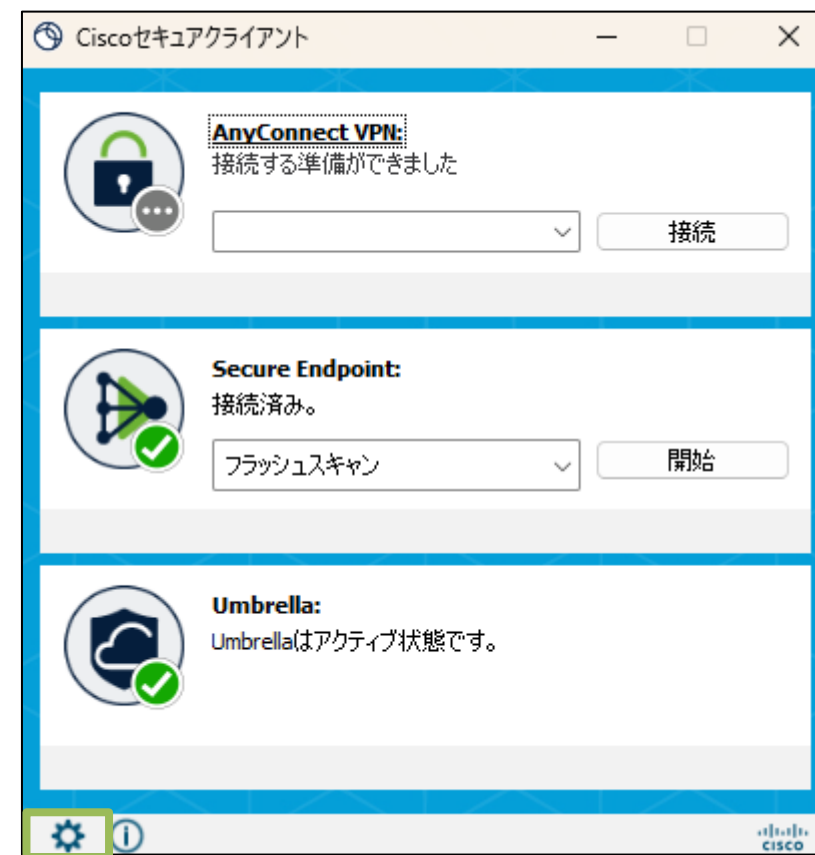 Ciscoセキュアクライアント
AnyConnect VPN:
接続する準備ができました
接続
Secure Endpoint:
接続済み。
フラッシュスキャン
開始
Umbrella:
Umbrellaはアクティブ状態です。
cisco